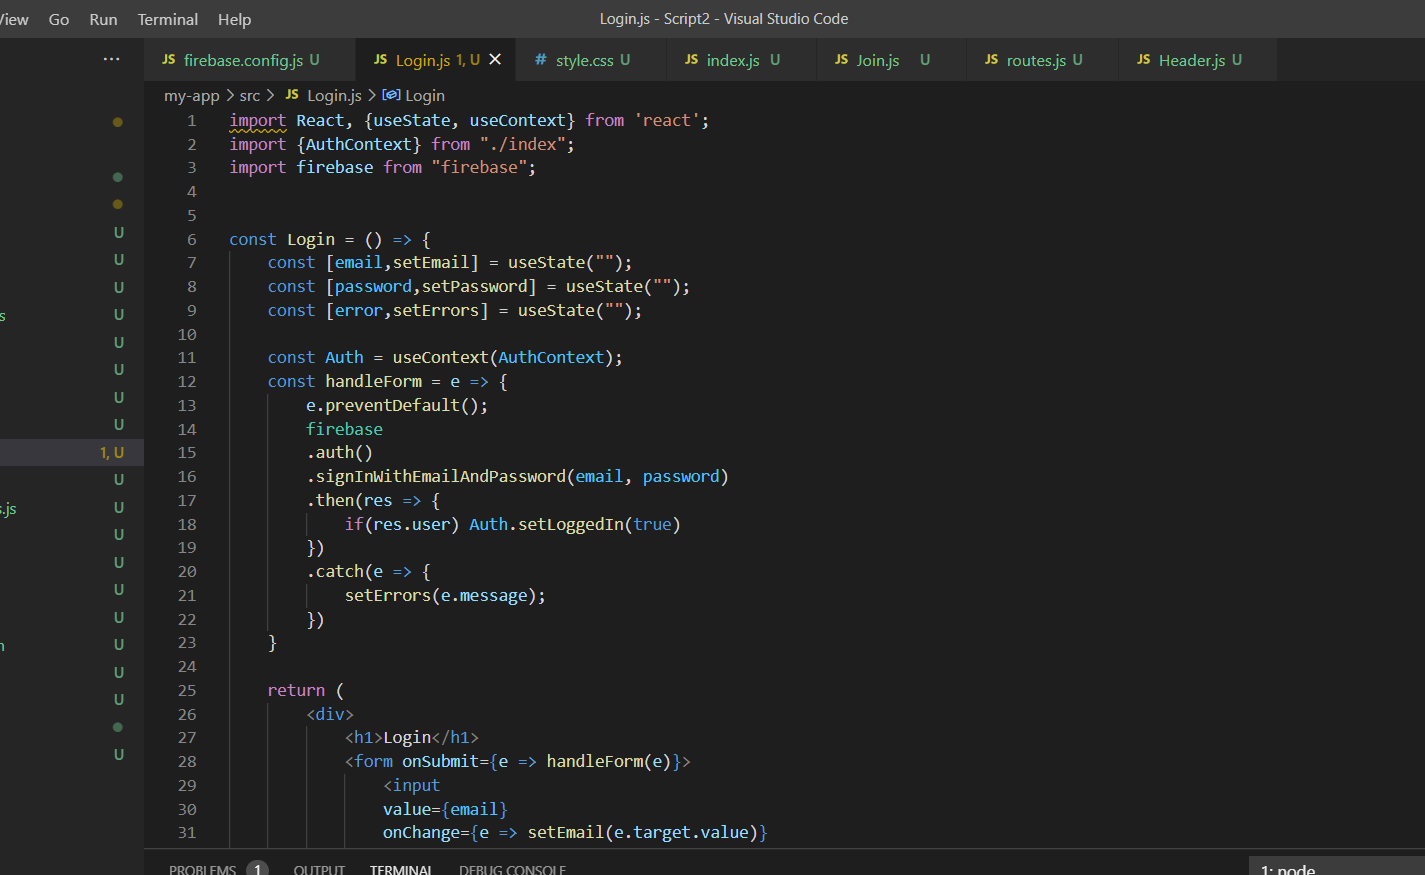 View Go Run Terminal Help Login.js - Script2 - Visual Studio Code
··· JS firebase.config.js U JS Login.js 1, U # style.css U JS index.js U JS Join.js U JS routes.js U JS Header.js U
my-app > src > JS Login.js > Login
1 import React, {useState, useContext} from 'react';
2 import {AuthContext} from "./index";
3 import firebase from "firebase";
4
5
6 const Login = () => {
7 const [email,setEmail] = useState("");
8 const [password,setPassword] = useState("");
9 const [error,setErrors] = useState("");
10
11 const Auth = useContext(AuthContext);
12 const handleForm = e => {
13 e.preventDefault();
14 firebase
15 .auth()
16 .signInWithEmailAndPassword(email, password)
17 .then(res => {
18 if(res.user) Auth.setLoggedIn(true)
19 })
20 .catch(e => {
21 setErrors(e.message);
22 })
23 }
24
25 return (
26 <div>
27 <h1>Login</h1>
28 <form onSubmit={e => handleForm(e)}>
29 <input
30 value={email}
31 onChange={e => setEmail(e.target.value)}
U
U
U
s U
U
U
U
U
1, U
U
s.js U
U
U
U
U
n U
U
U
U
PROBLEMS 1 OUTPUT TERMINAL DEBUG CONSOLE 1: node